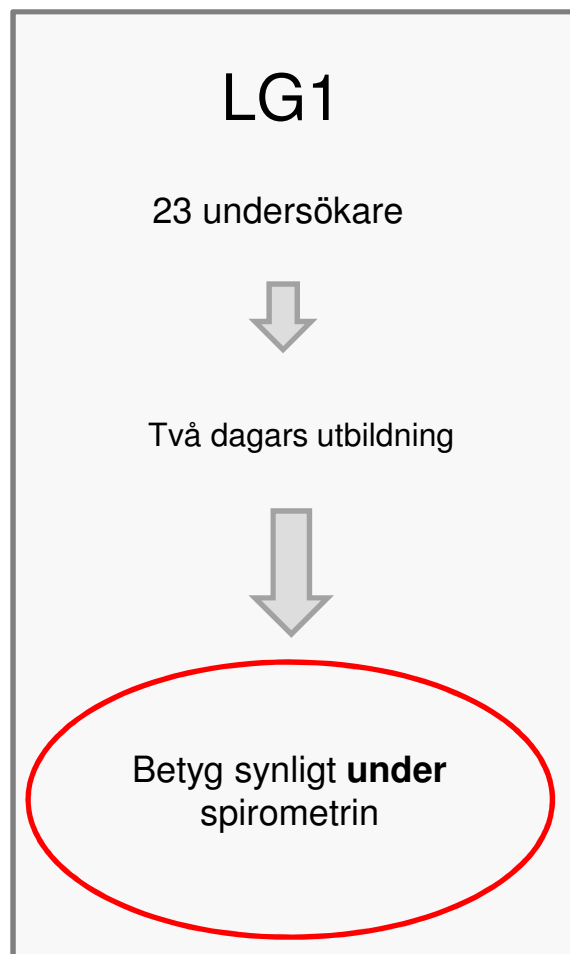 LG1
23 undersökare
Två dagars utbildning
Betyg synligt under
spirometrin